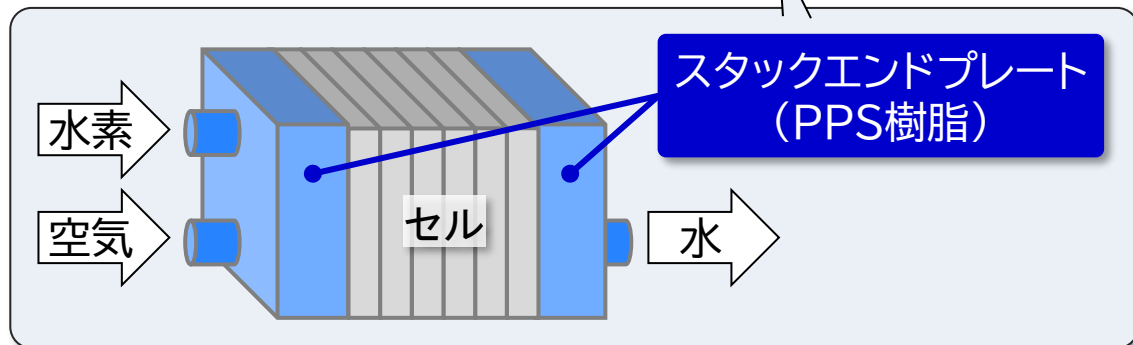 スタックエンドプレート
（PPS樹脂）
水素
空気
セル
水